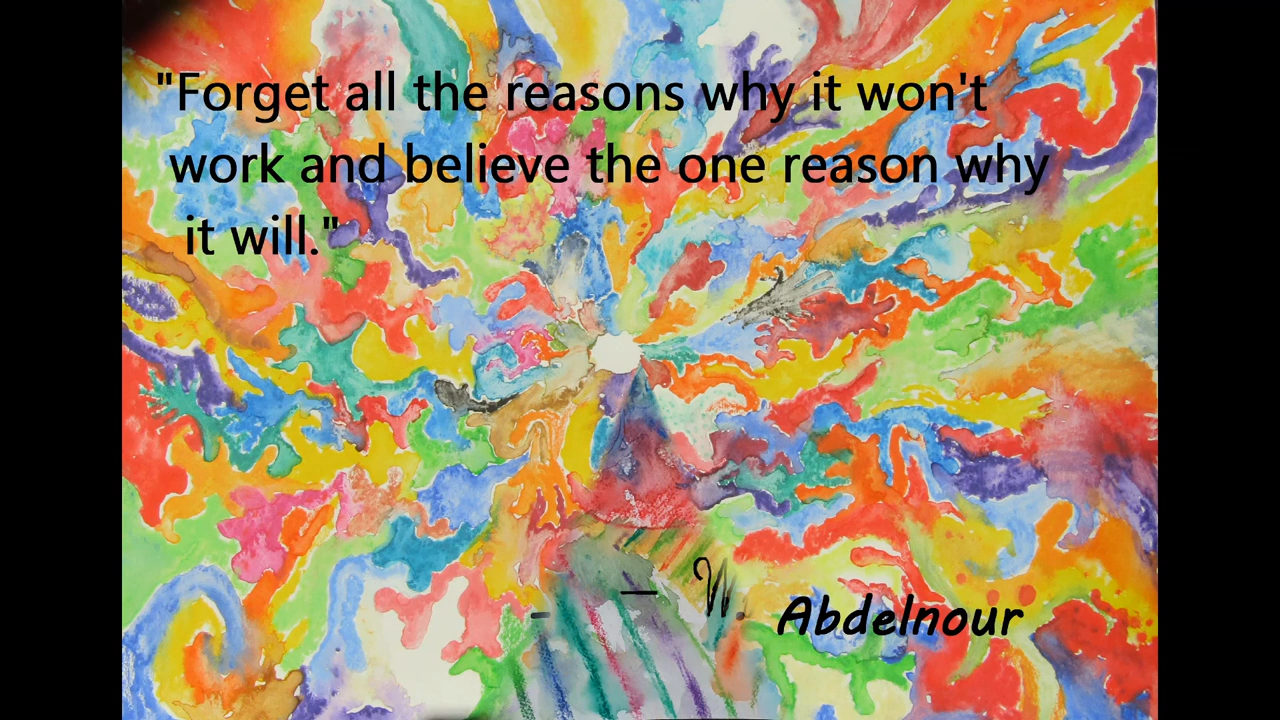 "Forget all the reasons why it won't
work and believe the one reason why
it will."
— W. Abdelnour